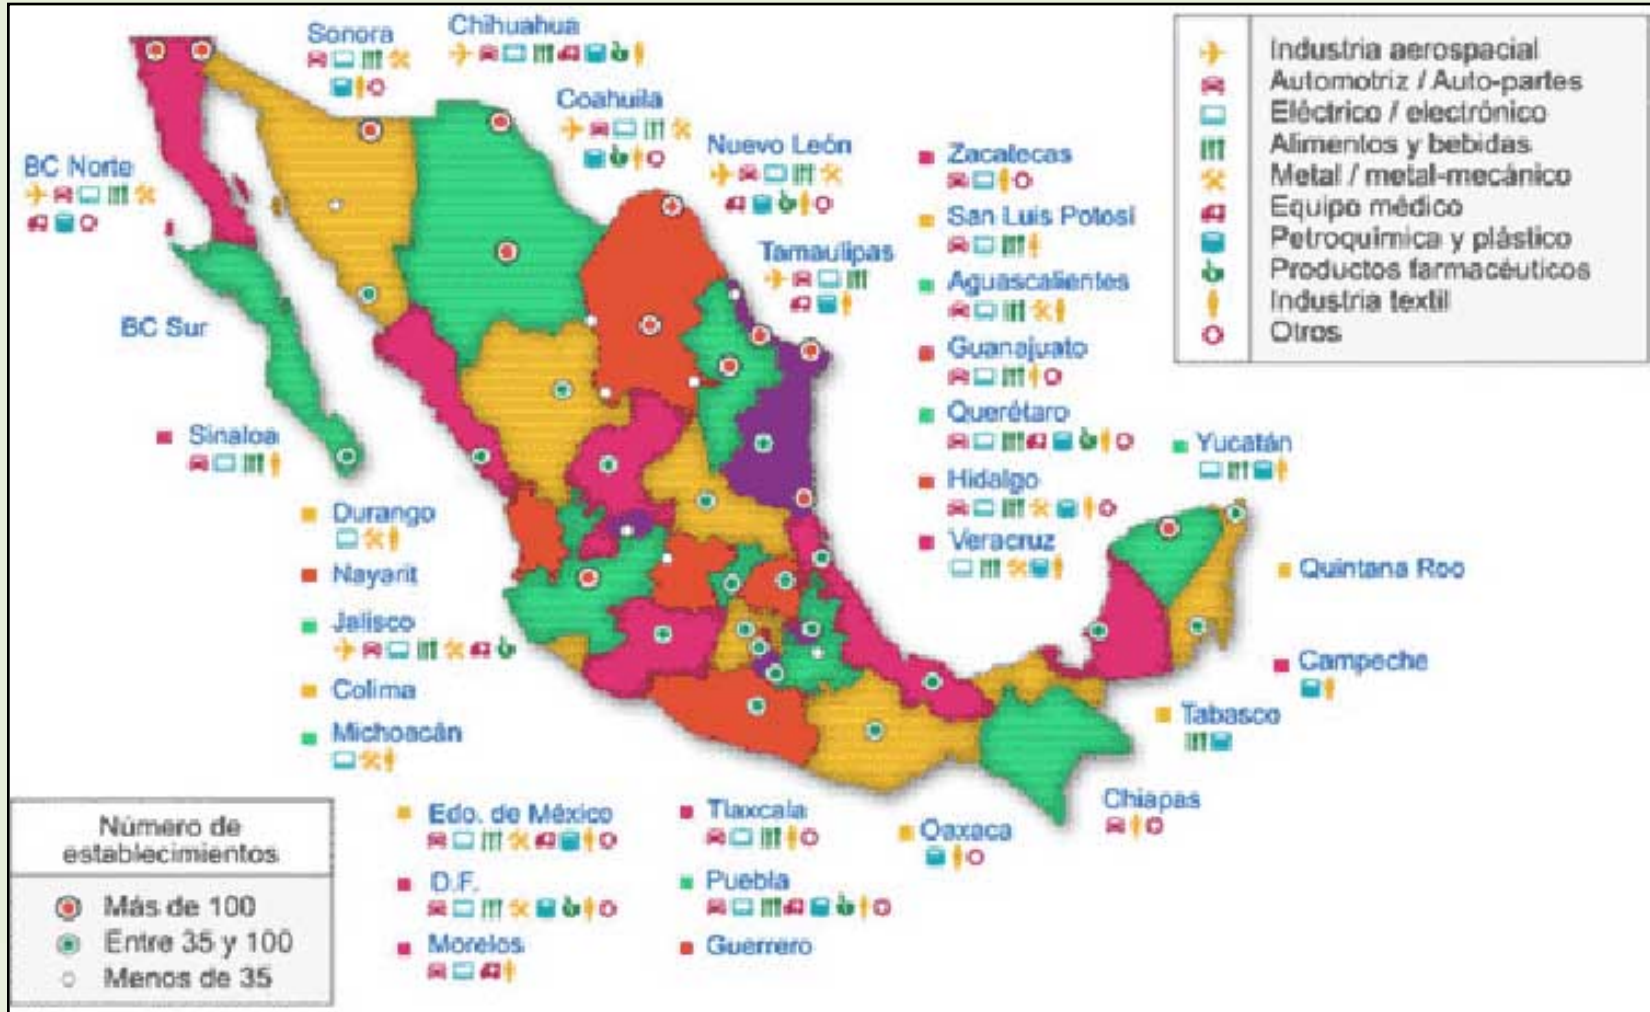 Sonora
Chihuahua
Coahuila
Nuevo León
Tamaulipas
BC Norte
BC Sur
Sinaloa
Durango
Nayarit
Jalisco
Colima
Michoacán
Zacatecas
San Luis Potosí
Aguascalientes
Guanajuato
Querétaro
Hidalgo
Veracruz
Yucatán
Quintana Roo
Campeche
Tabasco
Chiapas
Oaxaca
Edo. de México
D.F.
Morelos
Tlaxcala
Puebla
Guerrero
Industria aerospacial
Automotriz / Auto-partes
Eléctrico / electrónico
Alimentos y bebidas
Metal / metal-mecánico
Equipo médico
Petroquímica y plástico
Productos farmacéuticos
Industria textil
Otros
Número de
establecimientos
Más de 100
Entre 35 y 100
Menos de 35